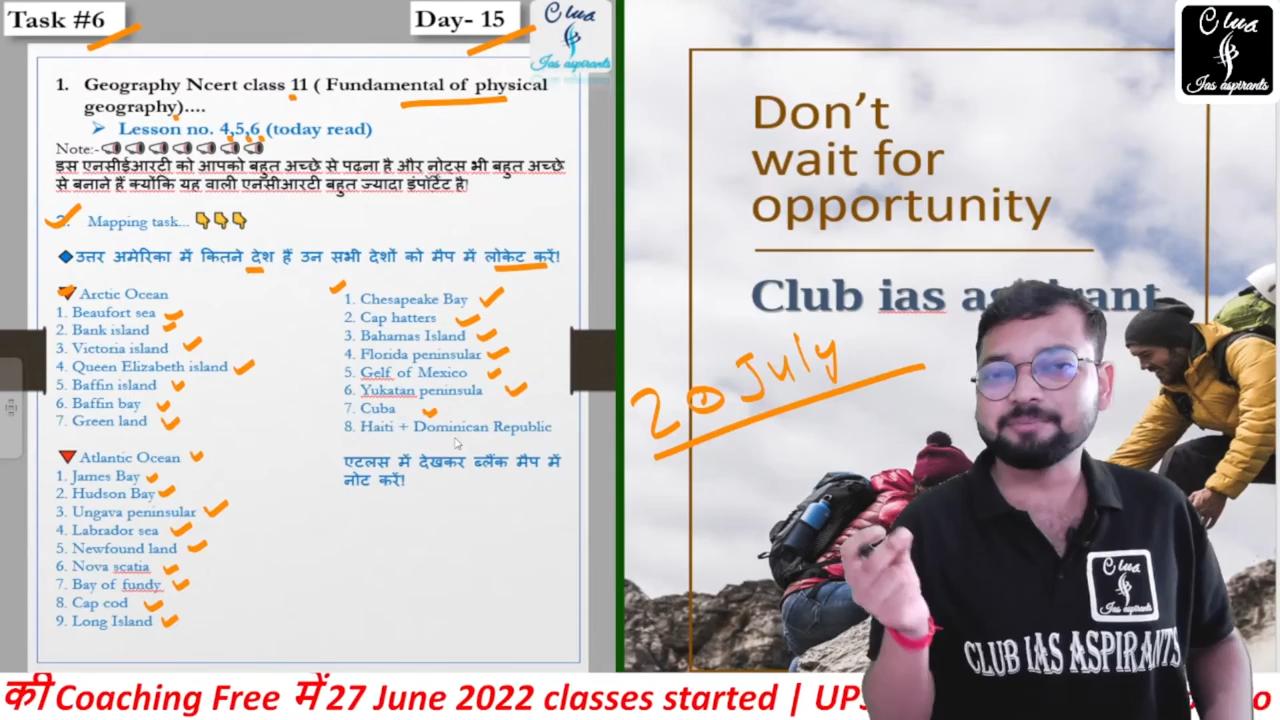 Task #6
Day- 15
Clua
Ias aspirants
1. Geography Ncert class 11 ( Fundamental of physical
geography)....
➢ Lesson no. 4,5,6 (today read)
Note:-
इस एनसीईआरटी को आपको बहुत अच्छे से पढ़ना है और नोट्स भी बहुत अच्छे
से बनाने हैं क्योंकि यह वाली एनसीआरटी बहुत ज्यादा इंपॉर्टेंट है!
Mapping task...
उत्तर अमेरिका में कितने देश हैं उन सभी देशों को मैप में लोकेट करें!
Arctic Ocean
1. Beaufort sea
2. Bank island
3. Victoria island
4. Queen Elizabeth island
5. Baffin island
6. Baffin bay
7. Green land
Atlantic Ocean
1. James Bay
2. Hudson Bay
3. Ungava peninsular
4. Labrador sea
5. Newfound land
6. Nova scatia
7. Bay of fundy
8. Cap cod
9. Long Island
1. Chesapeake Bay
2. Cap hatters
3. Bahamas Island
4. Florida peninsular
5. Gelf of Mexico
6. Yukatan peninsula
7. Cuba
8. Haiti + Dominican Republic
एटलस में देखकर ब्लैंक मैप में
नोट करें!
Don't
wait for
opportunity
Club ias aspirant
20 July
Clua
Ias aspirants
Clua
Ias aspirants
CLUB IAS ASPIRANTS
की Coaching Free में 27 June 2022 classes started | UPS